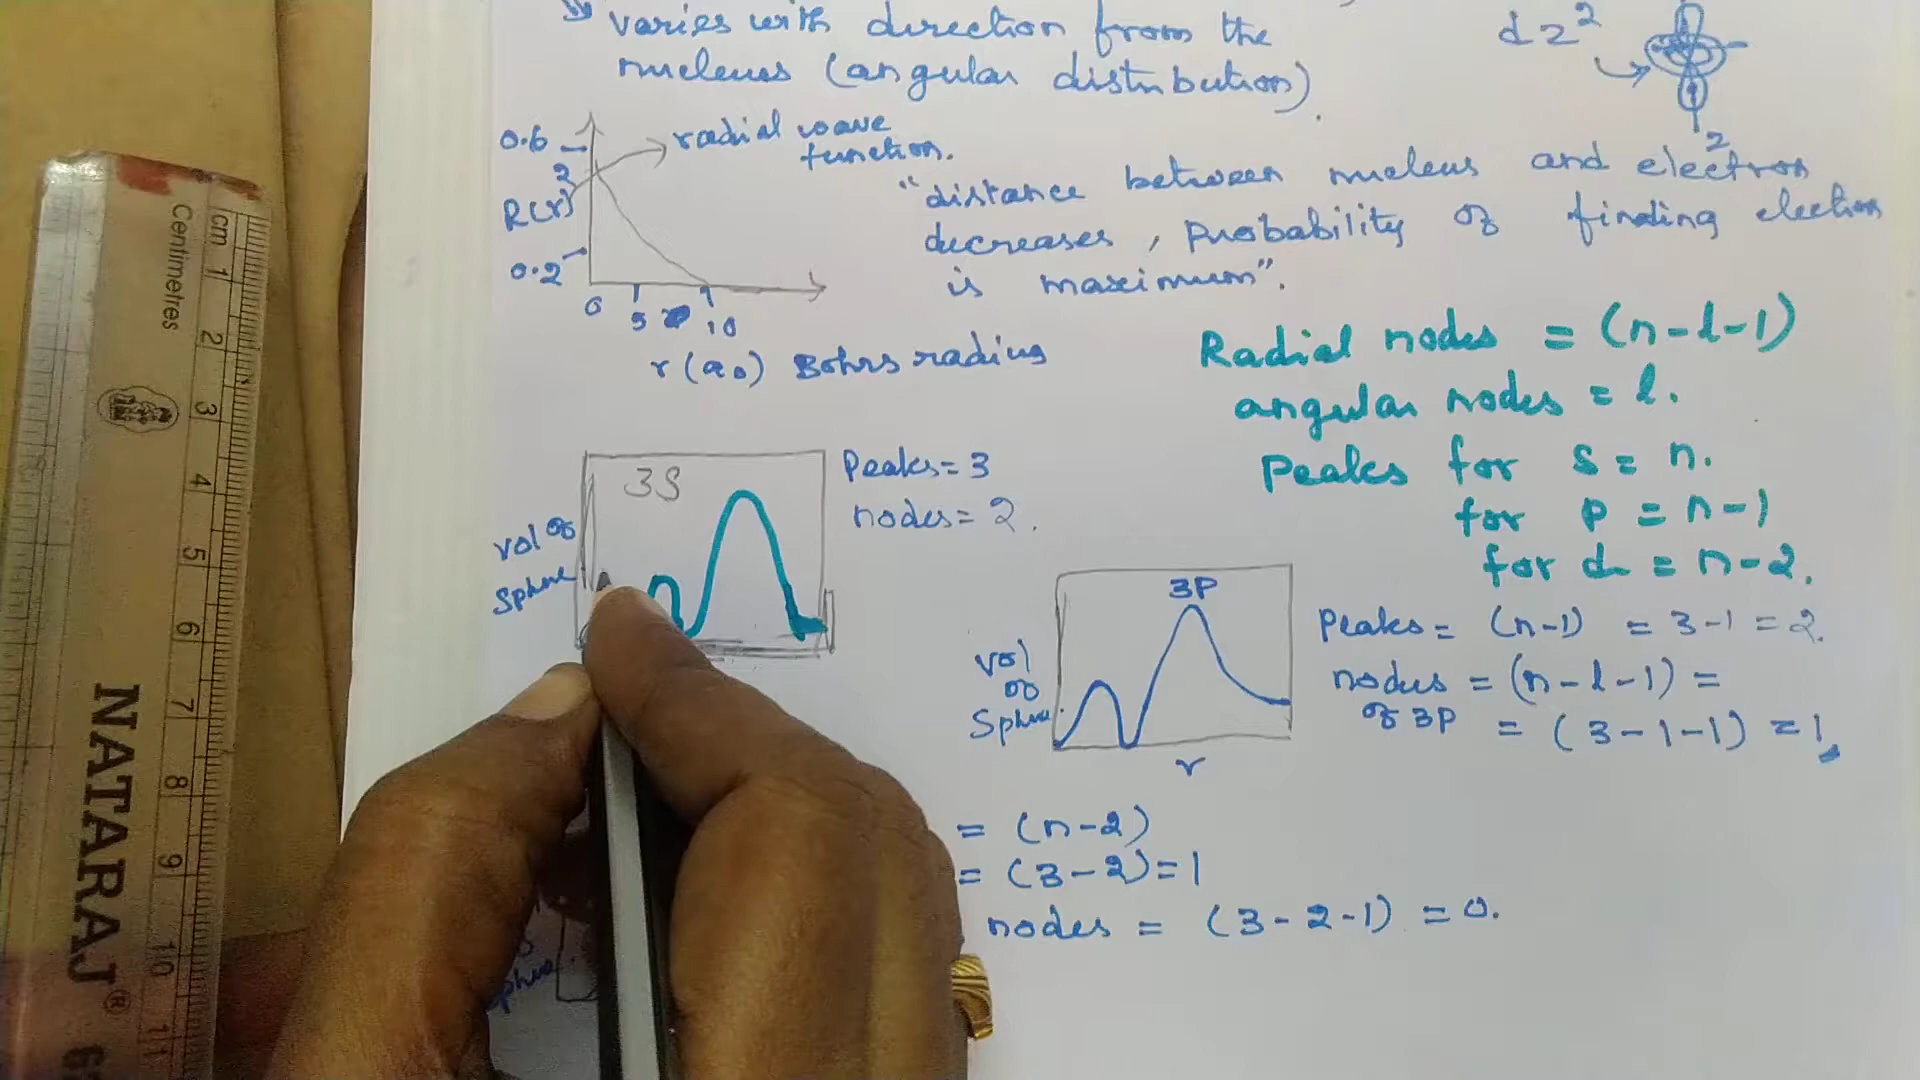 varies with direction from the
nucleus (angular distribution).
dz²
0.6
radial wave
function.
R(r)²
0.2
0 5 10
r(a₀) Bohrs radius
2
"distance between nucleus and electron
decreases, probability of finding electron
is maximum".
Radial nodes = (n-l-1)
angular nodes = l.
Peaks for s = n.
for p = n-1
for d = n-2.
3S
Peaks = 3
nodes = 2.
vol of
Sphere
3P
vol
of
Sphere
r
Peaks = (n-1) = 3-1 = 2.
nodes = (n-l-1) =
of 3P = (3-1-1) = 1
= (n-2)
= (3-2) = 1
nodes = (3-2-1) = 0.
cm 1 2 3 4 5 6 7 8 9 10 11
Centimetres
NATARAJ®